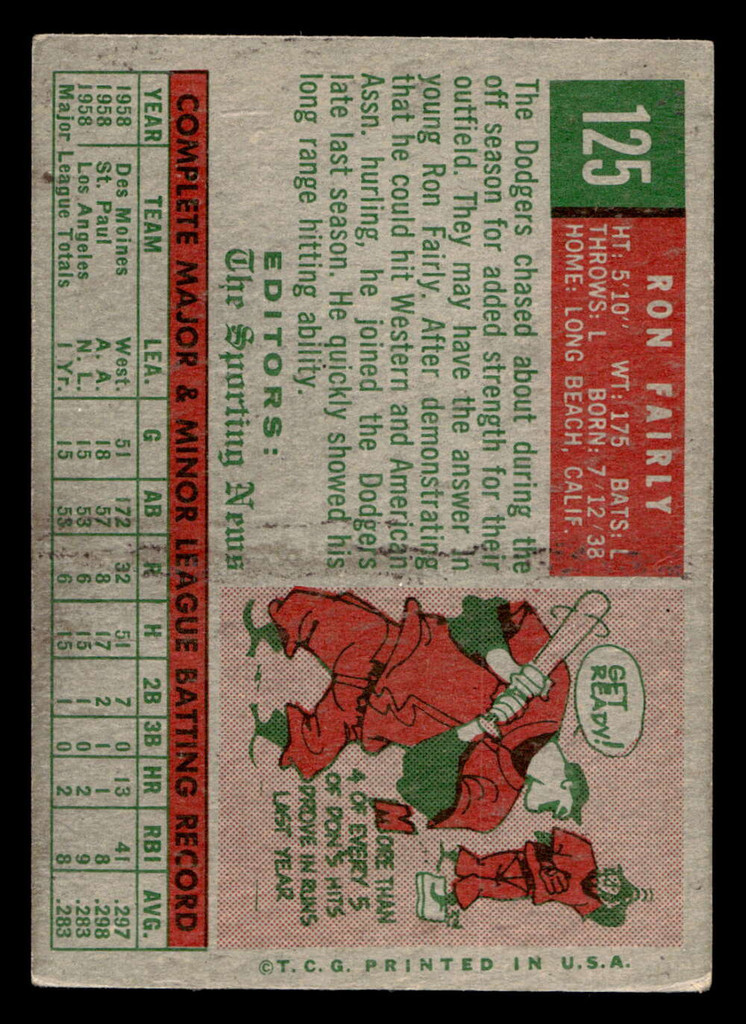 125
RON FAIRLY
HT: 5'10" WT: 175 BATS: L
THROWS: L BORN: 7/12/38
HOME: LONG BEACH, CALIF.
The Dodgers chased about during the
off season for added strength for their
outfield. They may have the answer in
young Ron Fairly. After demonstrating
that he could hit Western and American
Assn. hurling, he joined the Dodgers
late last season. He quickly showed his
long range hitting ability.
EDITORS:
The Sporting News
GET
READY!
MORE THAN
4 OF EVERY 5
OF RON'S HITS
DROVE IN RUNS
LAST YEAR
COMPLETE MAJOR & MINOR LEAGUE BATTING RECORD
YEAR TEAM LEA. G AB R H 2B 3B HR RBI AVG.
1958 Des Moines West. 51 172 32 51 7 0 13 41 .297
1958 St. Paul A. A. 18 57 8 17 2 1 1 8 .298
1958 Los Angeles N. L. 15 53 6 15 1 0 2 9 .283
Major League Totals 1 Yr. 15 53 6 15 1 0 2 8 .283
©T.C.G. PRINTED IN U.S.A.